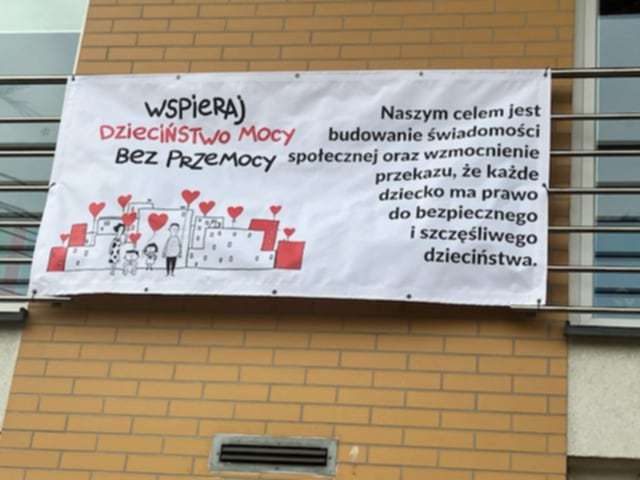 WSPIERAJ
DZIECIŃSTWO MOCY
BEZ PRZEMOCY
Naszym celem jest
budowanie świadomości
społecznej oraz wzmocnienie
przekazu, że każde
dziecko ma prawo
do bezpiecznego
i szczęśliwego
dzieciństwa.